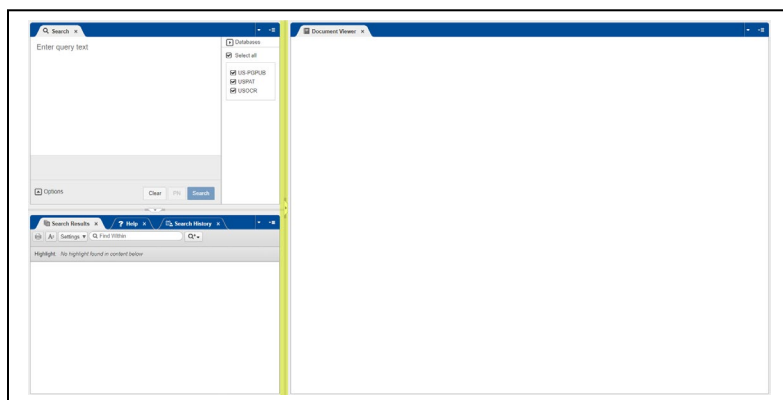 Search ×
Enter query text
Databases
Select all
US-PGPUB
USPAT
USOCR
Options
Clear PN Search
Search Results × ? Help × Search History ×
Settings Find Within
Highlight No highlight found in content below
Document Viewer ×